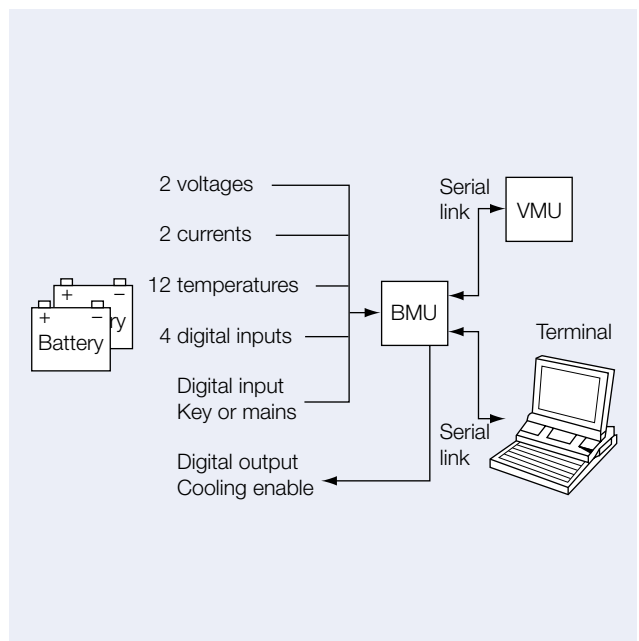 2 voltages
2 currents
12 temperatures
4 digital inputs
Digital input
Key or mains
Digital output
Cooling enable
+ −
ry
+ −
Battery
BMU
Serial
link
VMU
Terminal
Serial
link